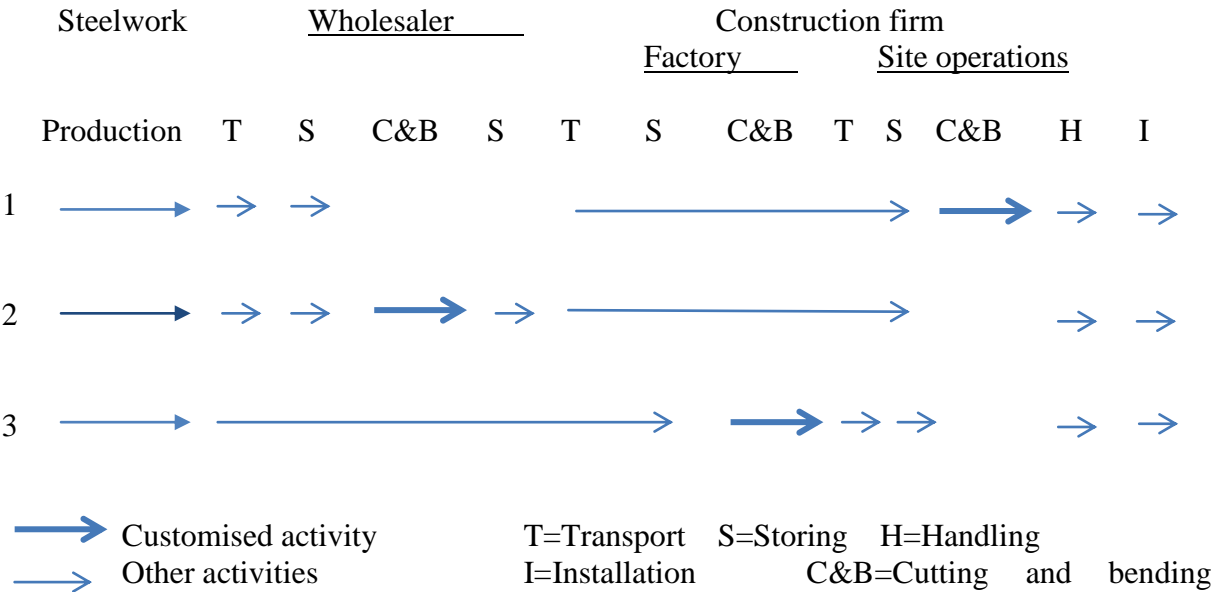 Steelwork Wholesaler Construction firm
Factory Site operations
Production T S C&B S T S C&B T S C&B H I
1
2
3
Customised activity T=Transport S=Storing H=Handling
Other activities I=Installation C&B=Cutting and bending